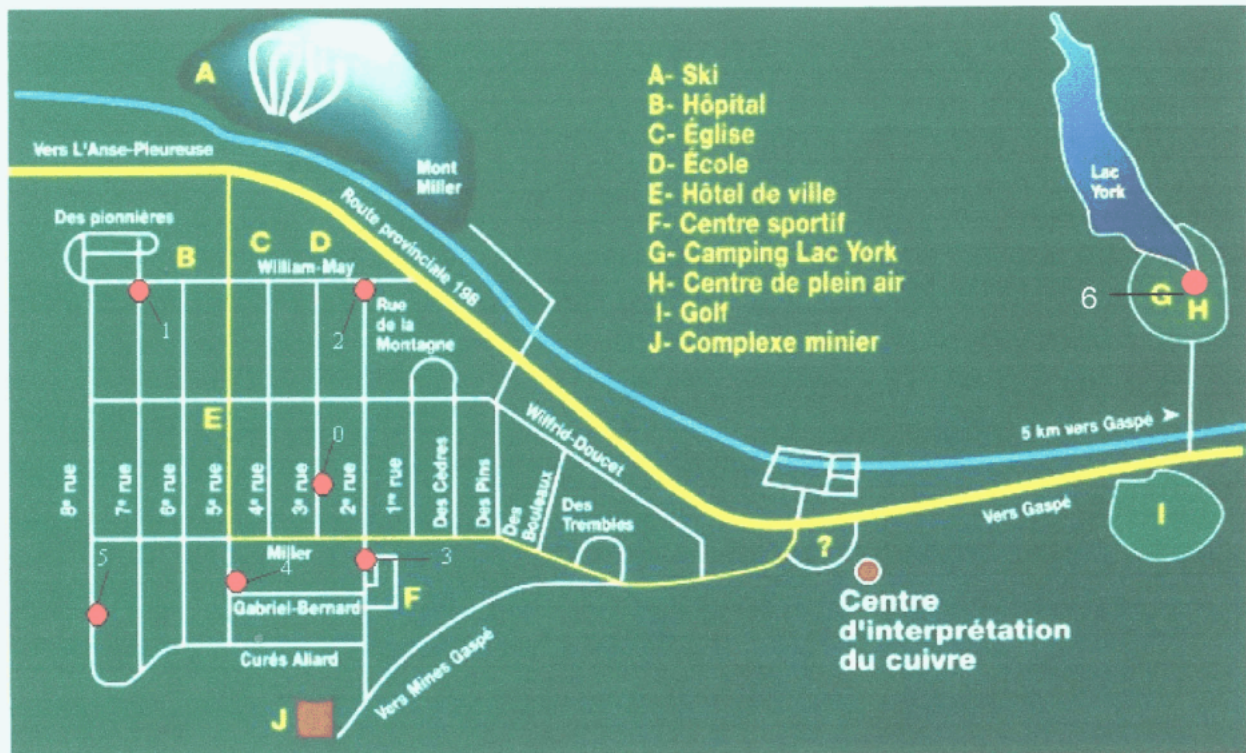 A
A- Ski
B- Hôpital
C- Église
D- École
E- Hôtel de ville
F- Centre sportif
G- Camping Lac York
H- Centre de plein air
I- Golf
J- Complexe minier
Vers L'Anse-Pleureuse
Mont
Miller
Lac
York
Route provinciale 198
Des pionnières
B
C
D
William-May
1
2
Rue
de la
Montagne
6
G
H
E
0
Wilfrid-Doucet
5 km vers Gaspé
8e rue
7e rue
6e rue
5e rue
4e rue
3e rue
2e rue
1re rue
Des Cèdres
Des Pins
Des
Bouleaux
Des
Trembles
Vers Gaspé
I
?
5
Miller
4
3
Gabriel-Bernard
F
Curés Allard
Vers Mines Gaspé
J
Centre
d'interprétation
du cuivre